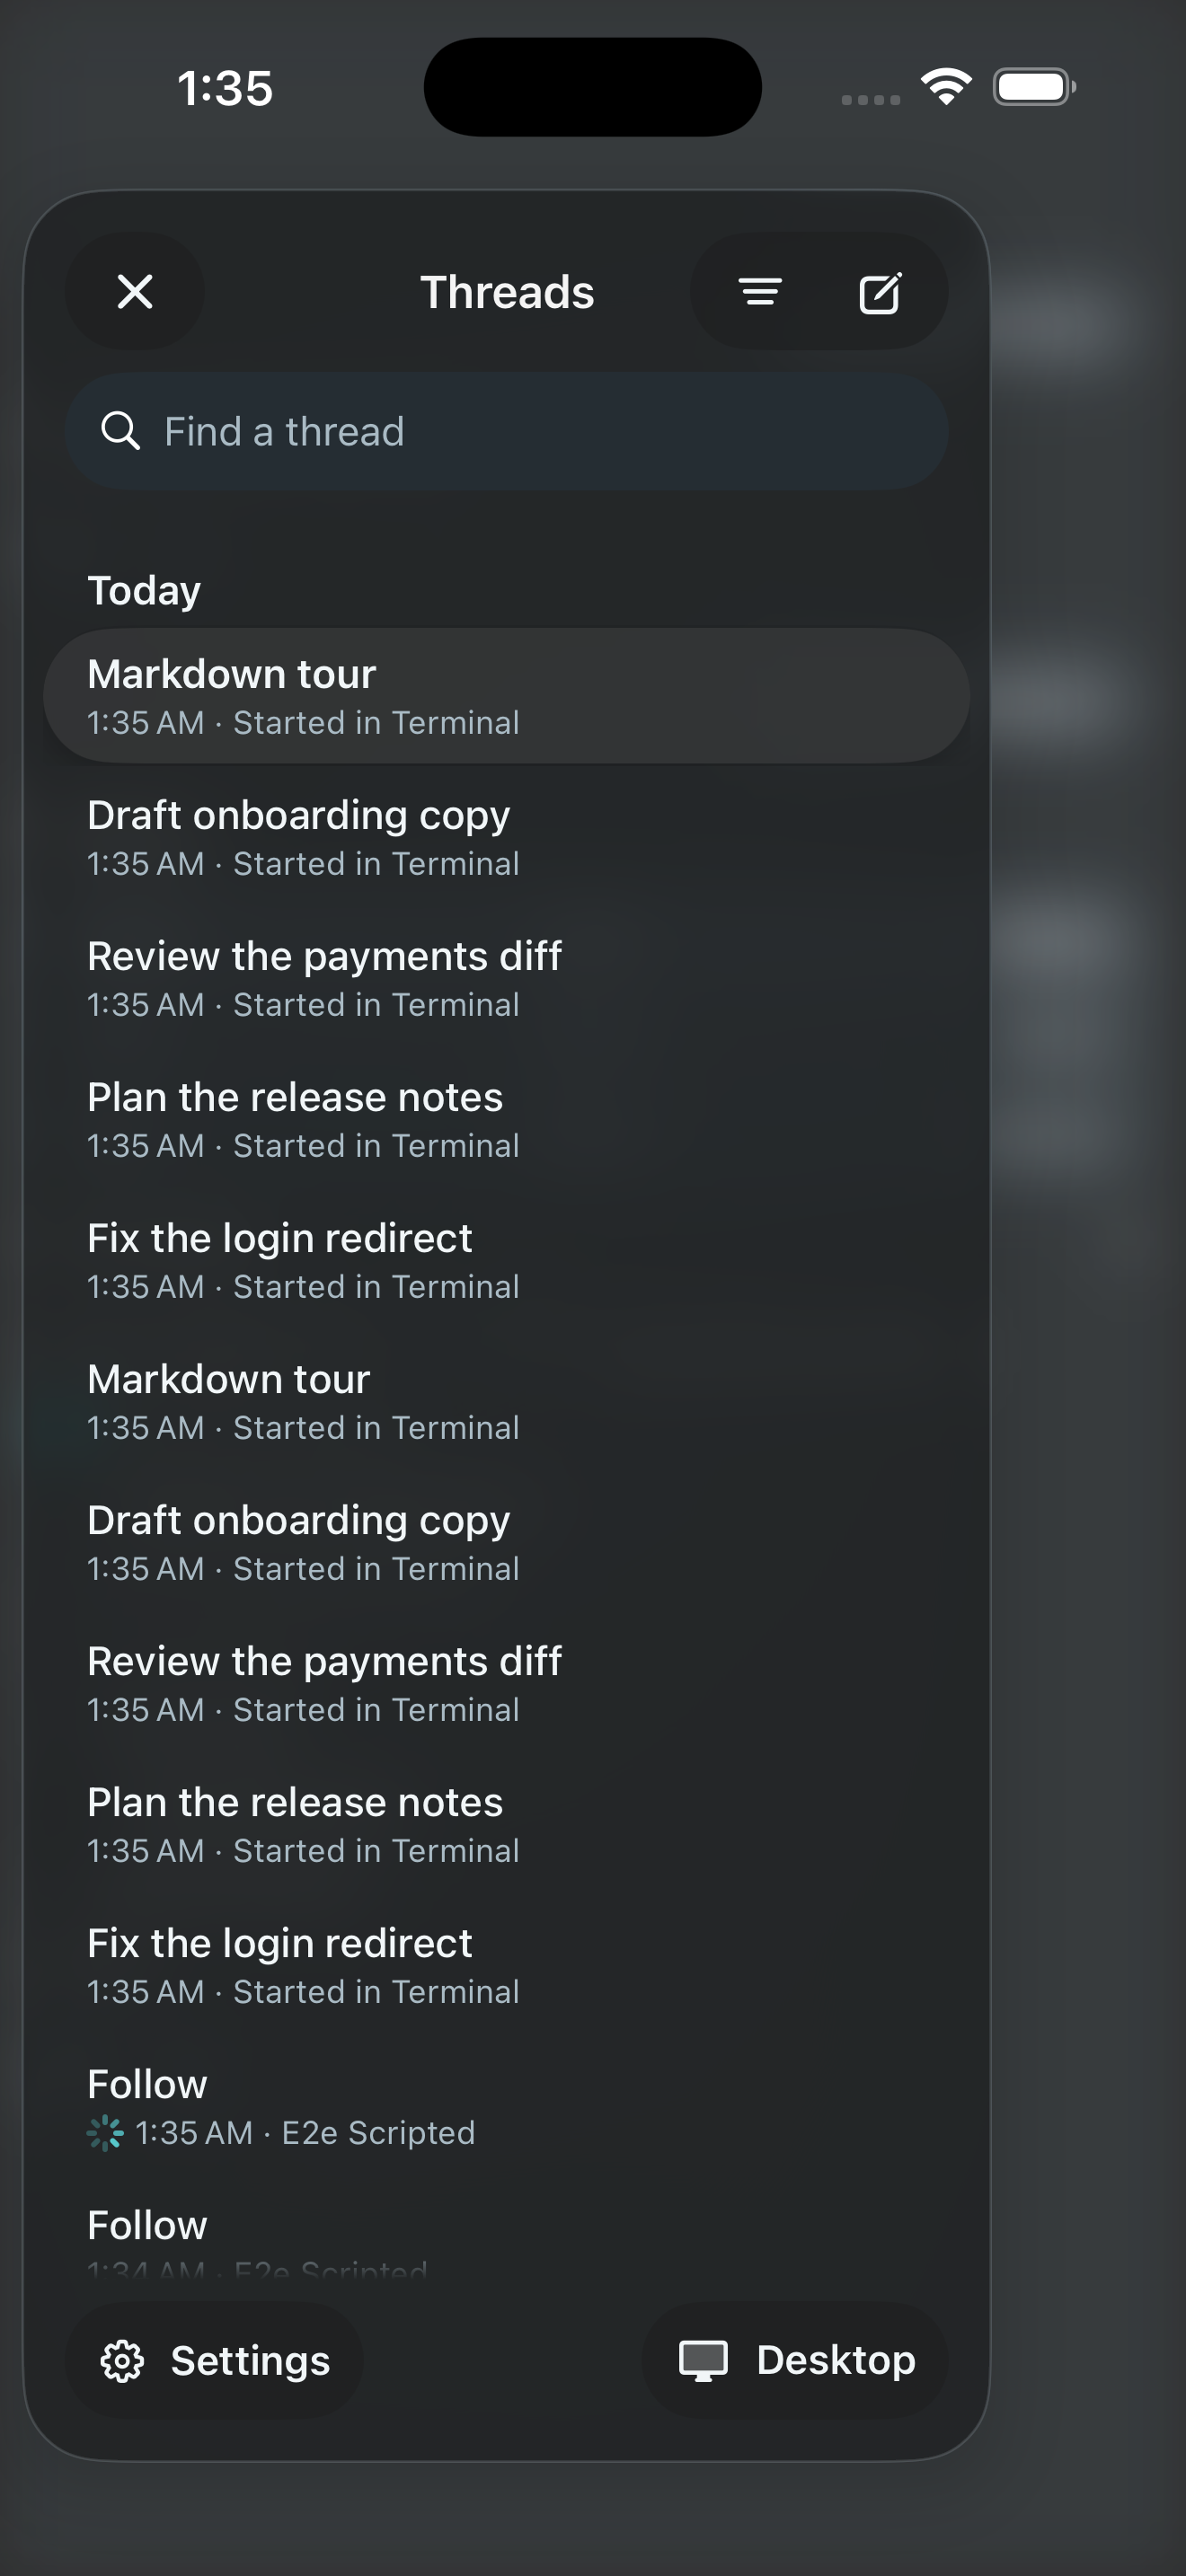 1:35
Threads
Find a thread
Today
Markdown tour
1:35 AM · Started in Terminal
Draft onboarding copy
1:35 AM · Started in Terminal
Review the payments diff
1:35 AM · Started in Terminal
Plan the release notes
1:35 AM · Started in Terminal
Fix the login redirect
1:35 AM · Started in Terminal
Markdown tour
1:35 AM · Started in Terminal
Draft onboarding copy
1:35 AM · Started in Terminal
Review the payments diff
1:35 AM · Started in Terminal
Plan the release notes
1:35 AM · Started in Terminal
Fix the login redirect
1:35 AM · Started in Terminal
Follow
1:35 AM · E2e Scripted
Follow
1:34 AM · E2e Scripted
Settings
Desktop